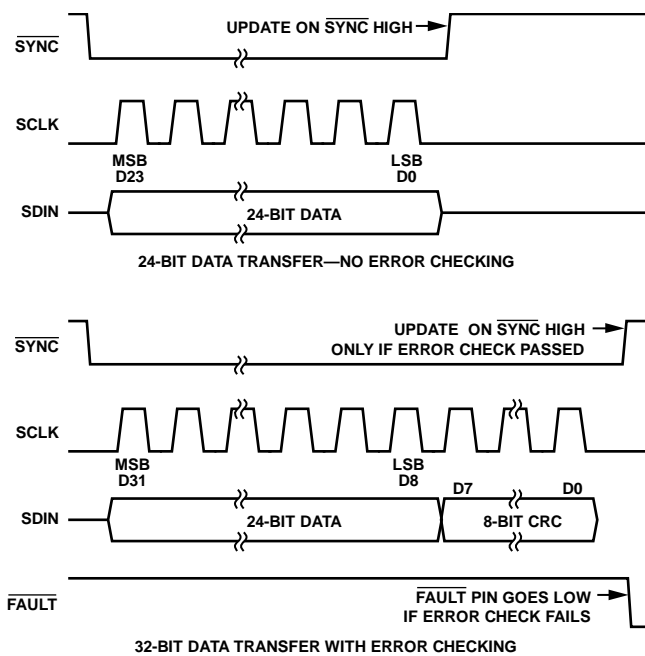 UPDATE ON SYNC HIGH
SYNC
SCLK
MSB
D23
LSB
D0
SDIN
24-BIT DATA
24-BIT DATA TRANSFER—NO ERROR CHECKING
UPDATE ON SYNC HIGH
ONLY IF ERROR CHECK PASSED
SYNC
SCLK
MSB
D31
LSB
D8
D7
D0
SDIN
24-BIT DATA
8-BIT CRC
FAULT
FAULT PIN GOES LOW
IF ERROR CHECK FAILS
32-BIT DATA TRANSFER WITH ERROR CHECKING